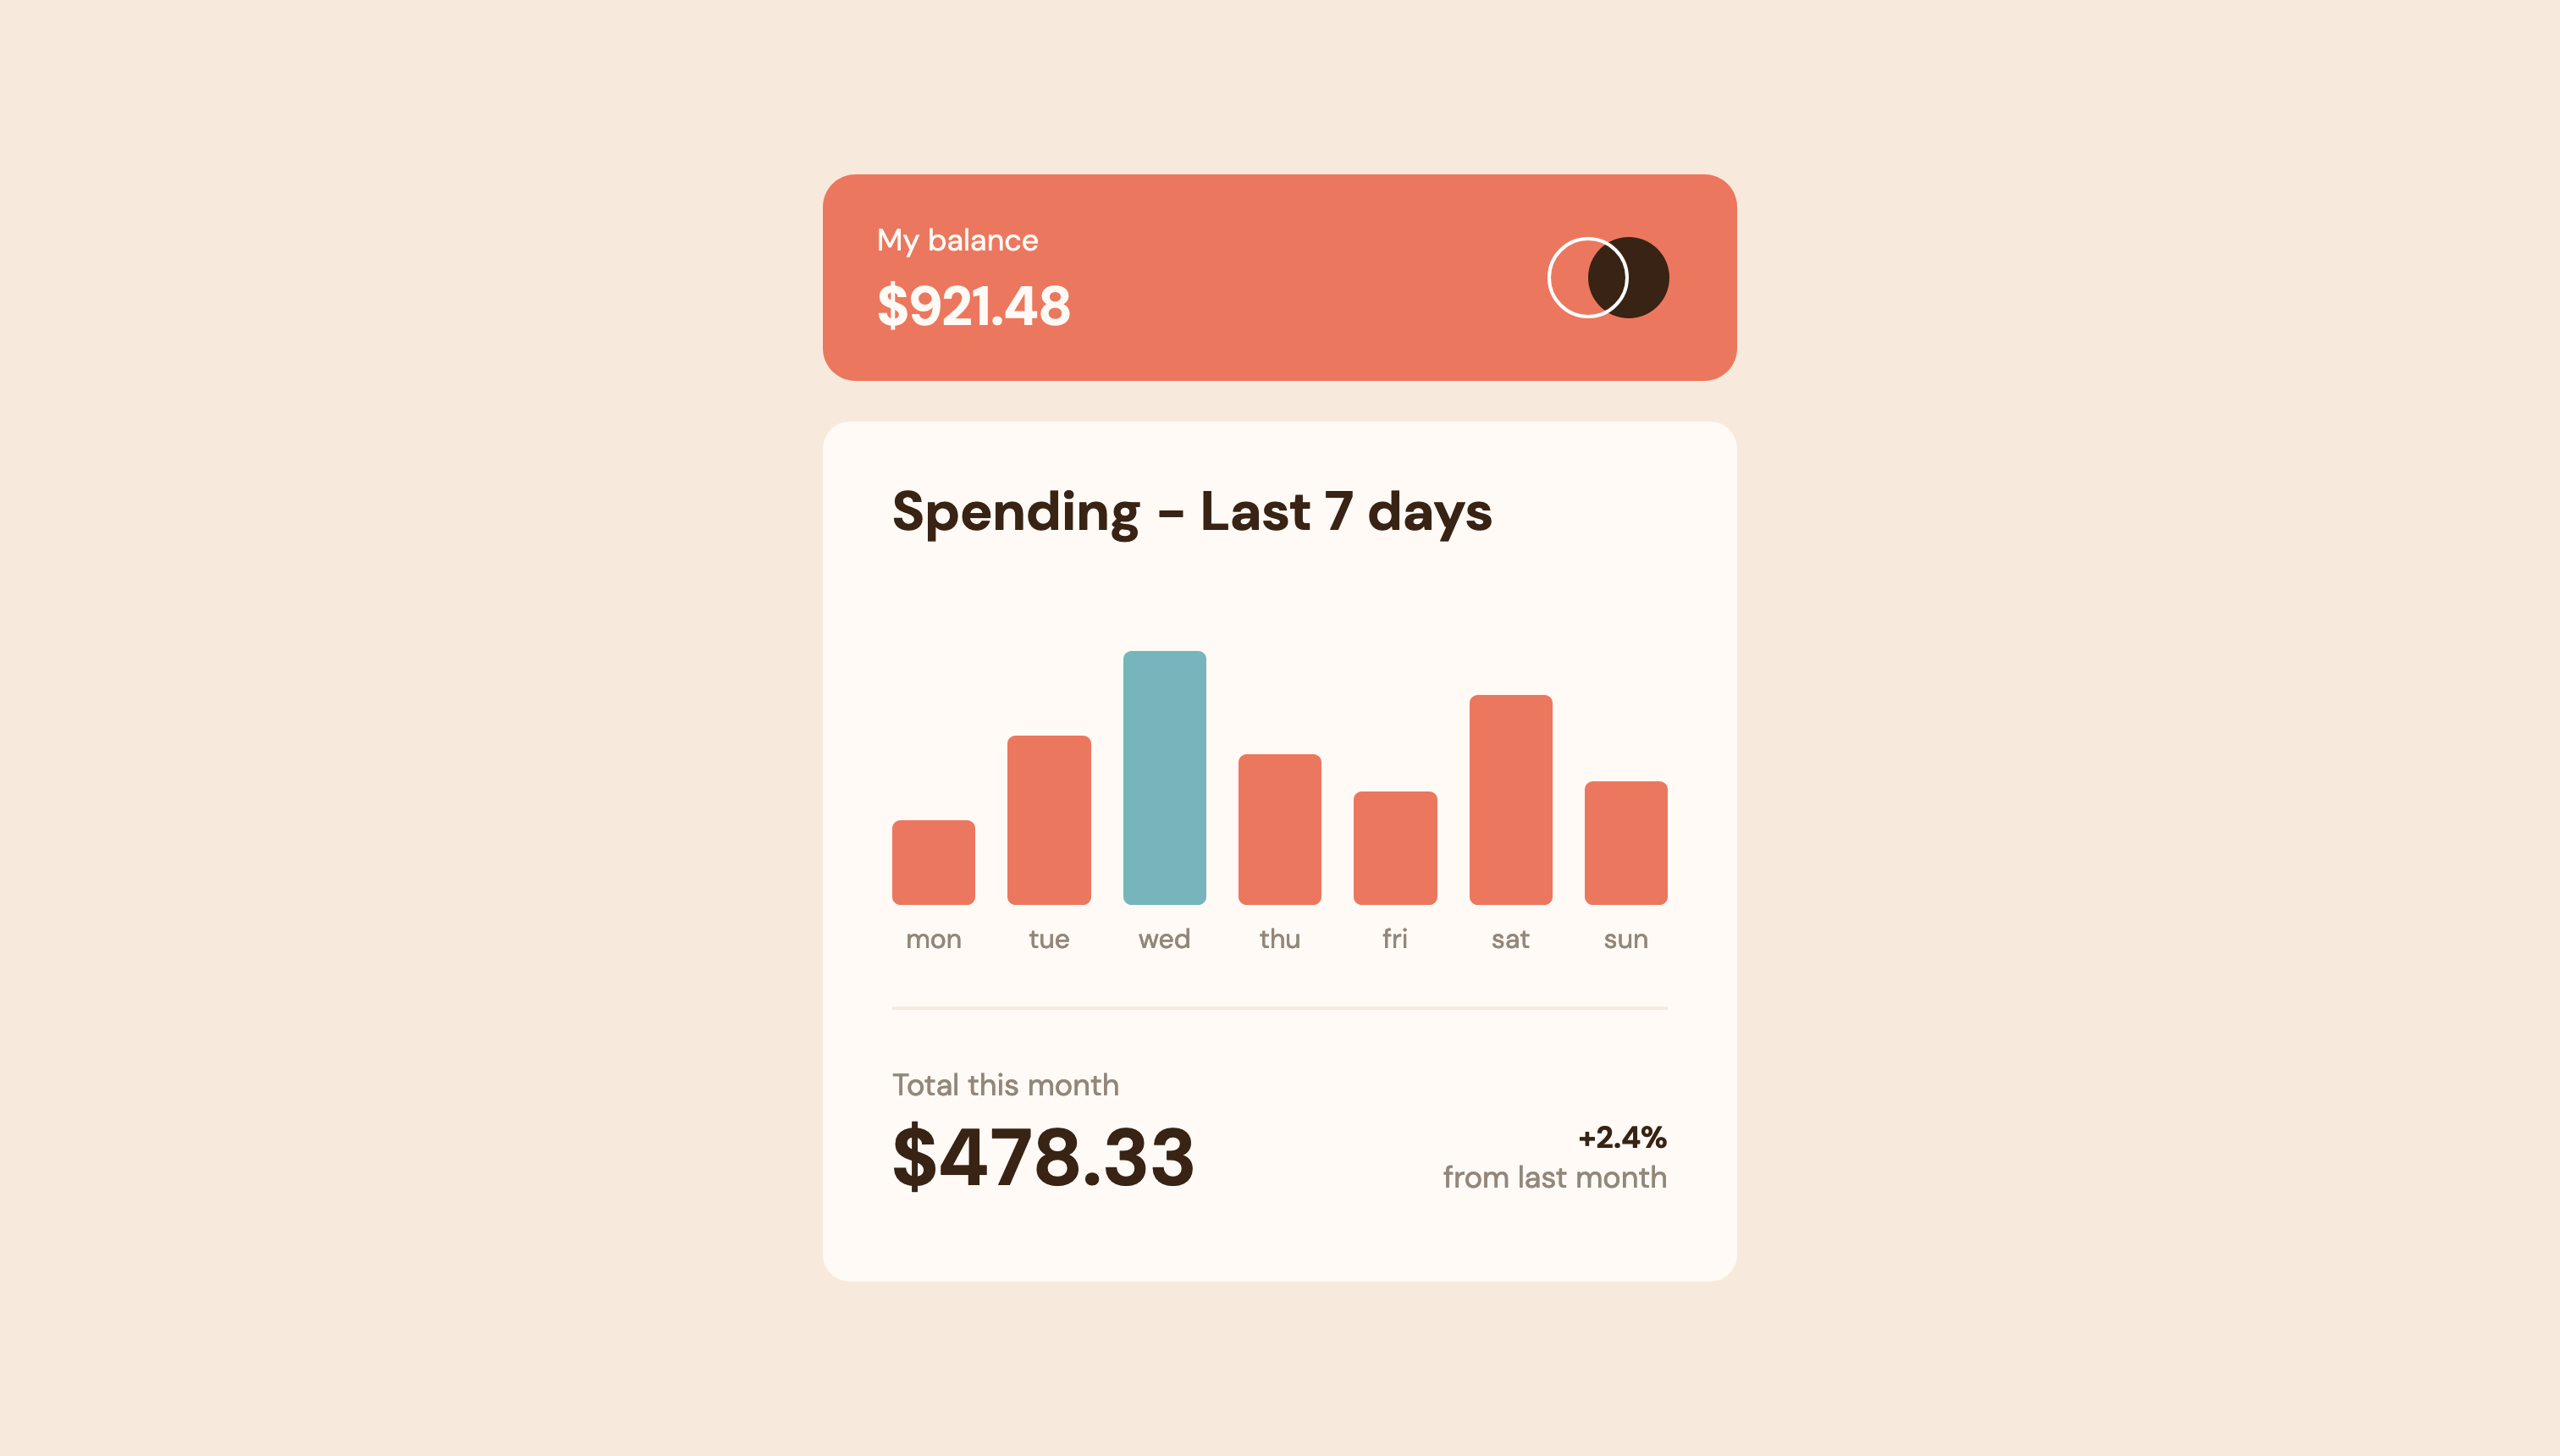 My balance
$921.48
Spending - Last 7 days
mon tue wed thu fri sat sun
Total this month
$478.33
+2.4%
from last month